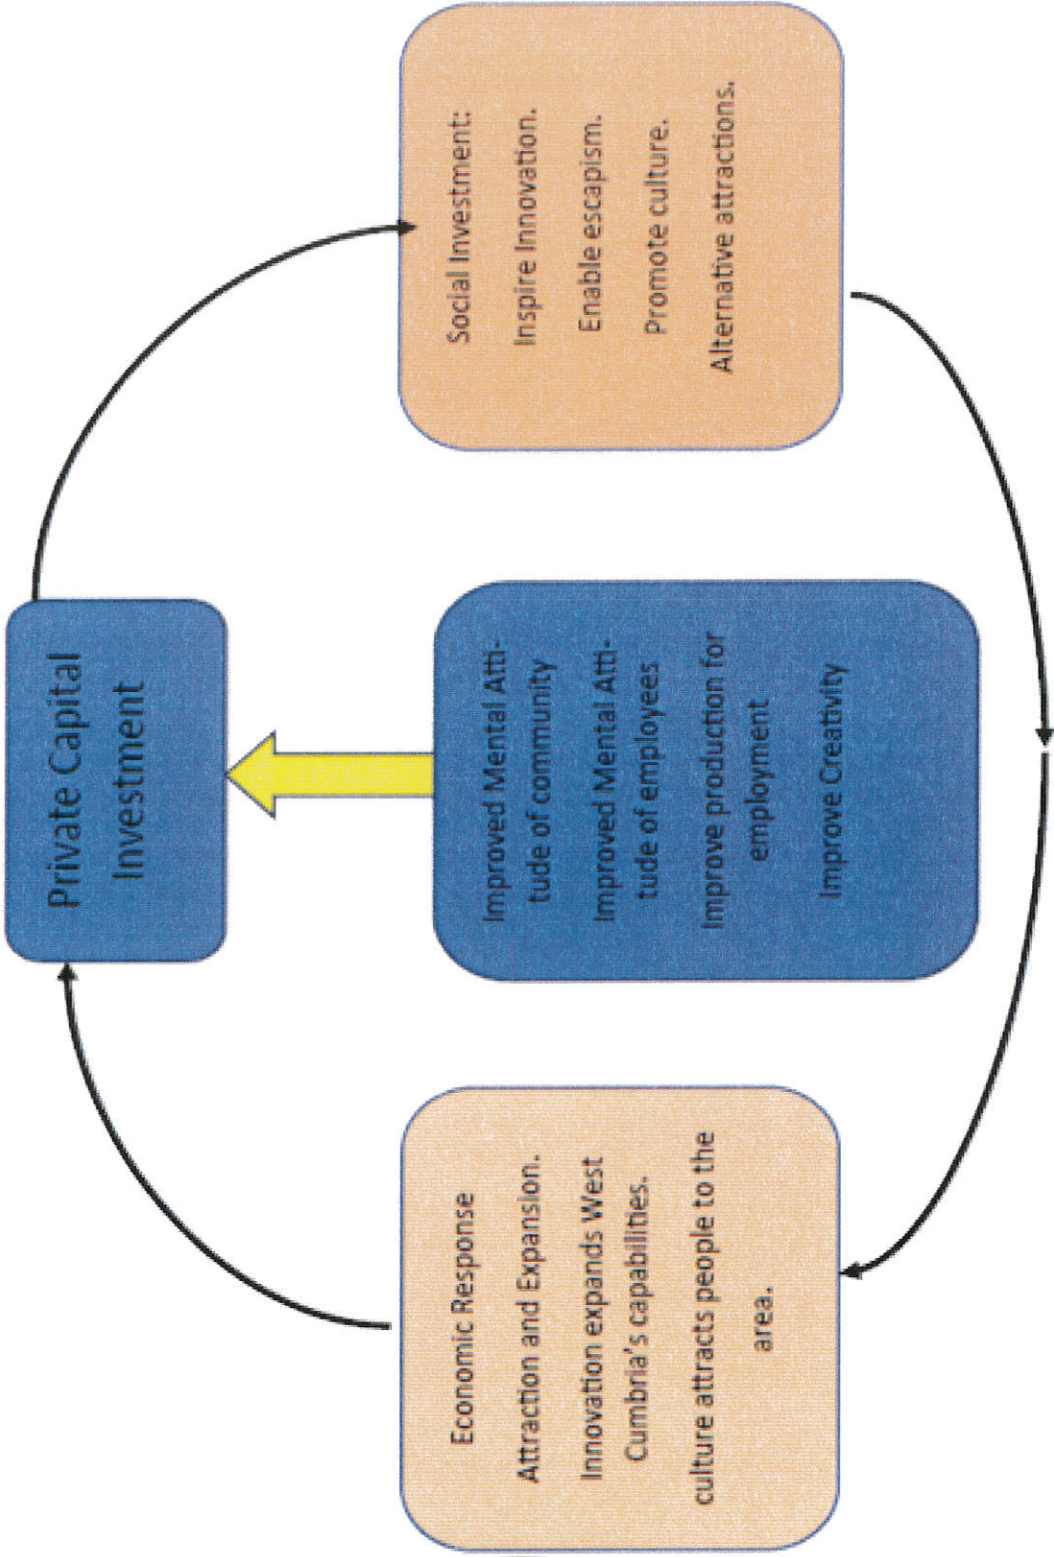 Private Capital
Investment
Social Investment:
Inspire Innovation.
Enable escapism.
Promote culture.
Alternative attractions.
Improved Mental Atti-
tude of community
Improved Mental Atti-
tude of employees
Improve production for
employment
Improve Creativity
Economic Response
Attraction and Expansion.
Innovation expands West
Cumbria's capabilities.
culture attracts people to the
area.